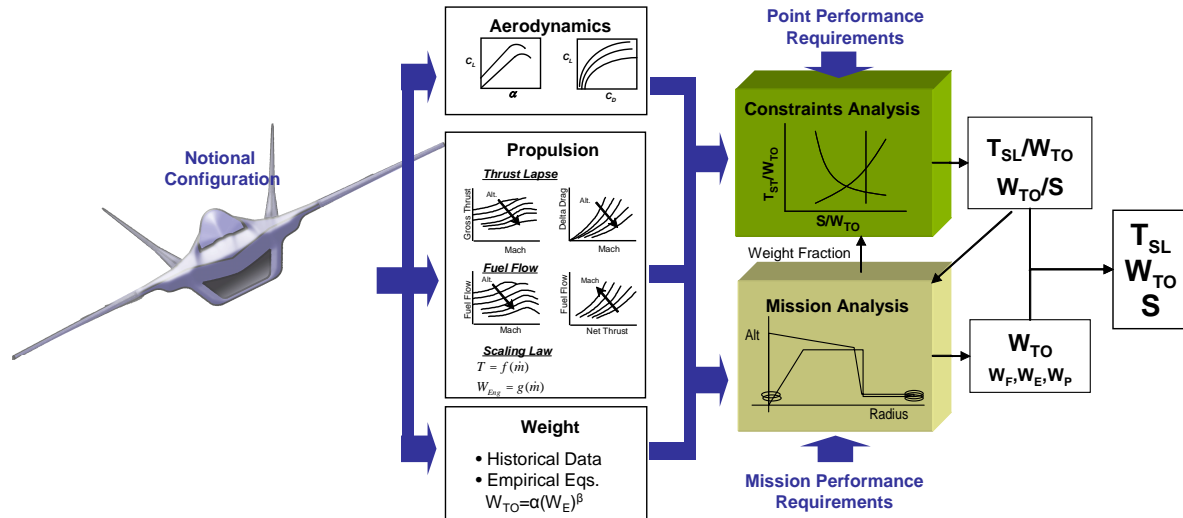 Notional
Configuration
Aerodynamics
C_L
α
C_L
C_D
Propulsion
Thrust Lapse
Gross Thrust
Alt.
Mach
Delta Drag
Alt.
Mach
Fuel Flow
Fuel Flow
Alt.
Mach
Fuel Flow
Mach
Net Thrust
Scaling Law
T = f(ṁ)
W_Eng = g(ṁ)
Weight
• Historical Data
• Empirical Eqs.
W_TO=α(W_E)^β
Point Performance
Requirements
Constraints Analysis
T_ST/W_TO
S/W_TO
Weight Fraction
Mission Analysis
Alt
Radius
Mission Performance
Requirements
T_SL/W_TO
W_TO/S
W_TO
W_F,W_E,W_P
T_SL
W_TO
S